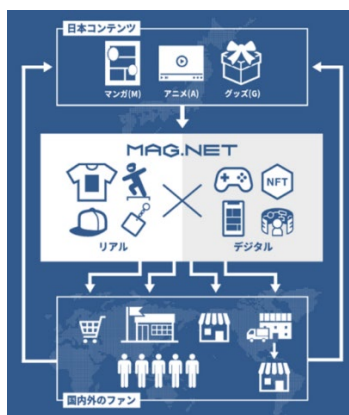 日本コンテンツ
マンガ(M) アニメ(A) グッズ(G)
MAG.NET
NFT
リアル デジタル
国内外のファン